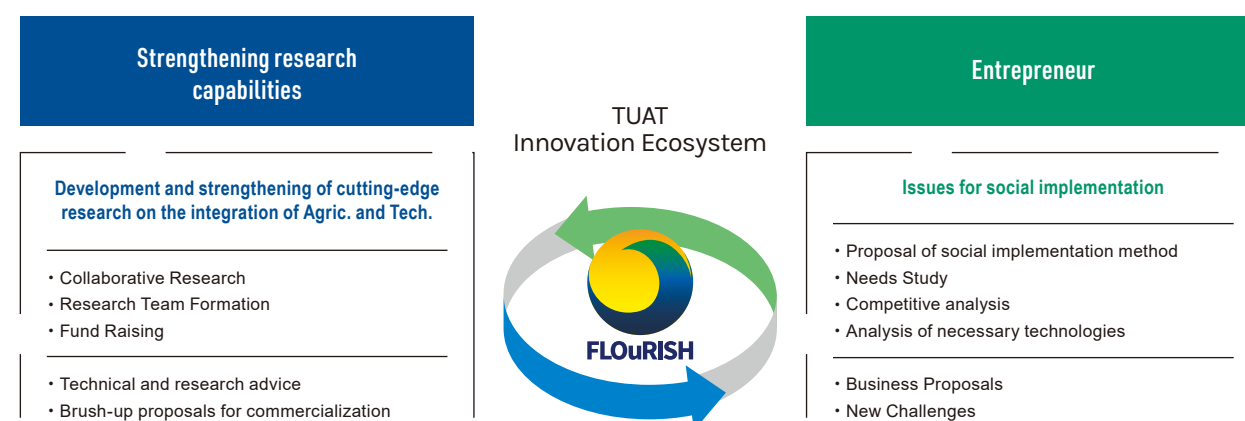 Strengthening research
capabilities
Development and strengthening of cutting-edge
research on the integration of Agric. and Tech.
・Collaborative Research
・Research Team Formation
・Fund Raising
・Technical and research advice
・Brush-up proposals for commercialization
TUAT
Innovation Ecosystem
FLOuRISH
Entrepreneur
Issues for social implementation
・Proposal of social implementation method
・Needs Study
・Competitive analysis
・Analysis of necessary technologies
・Business Proposals
・New Challenges